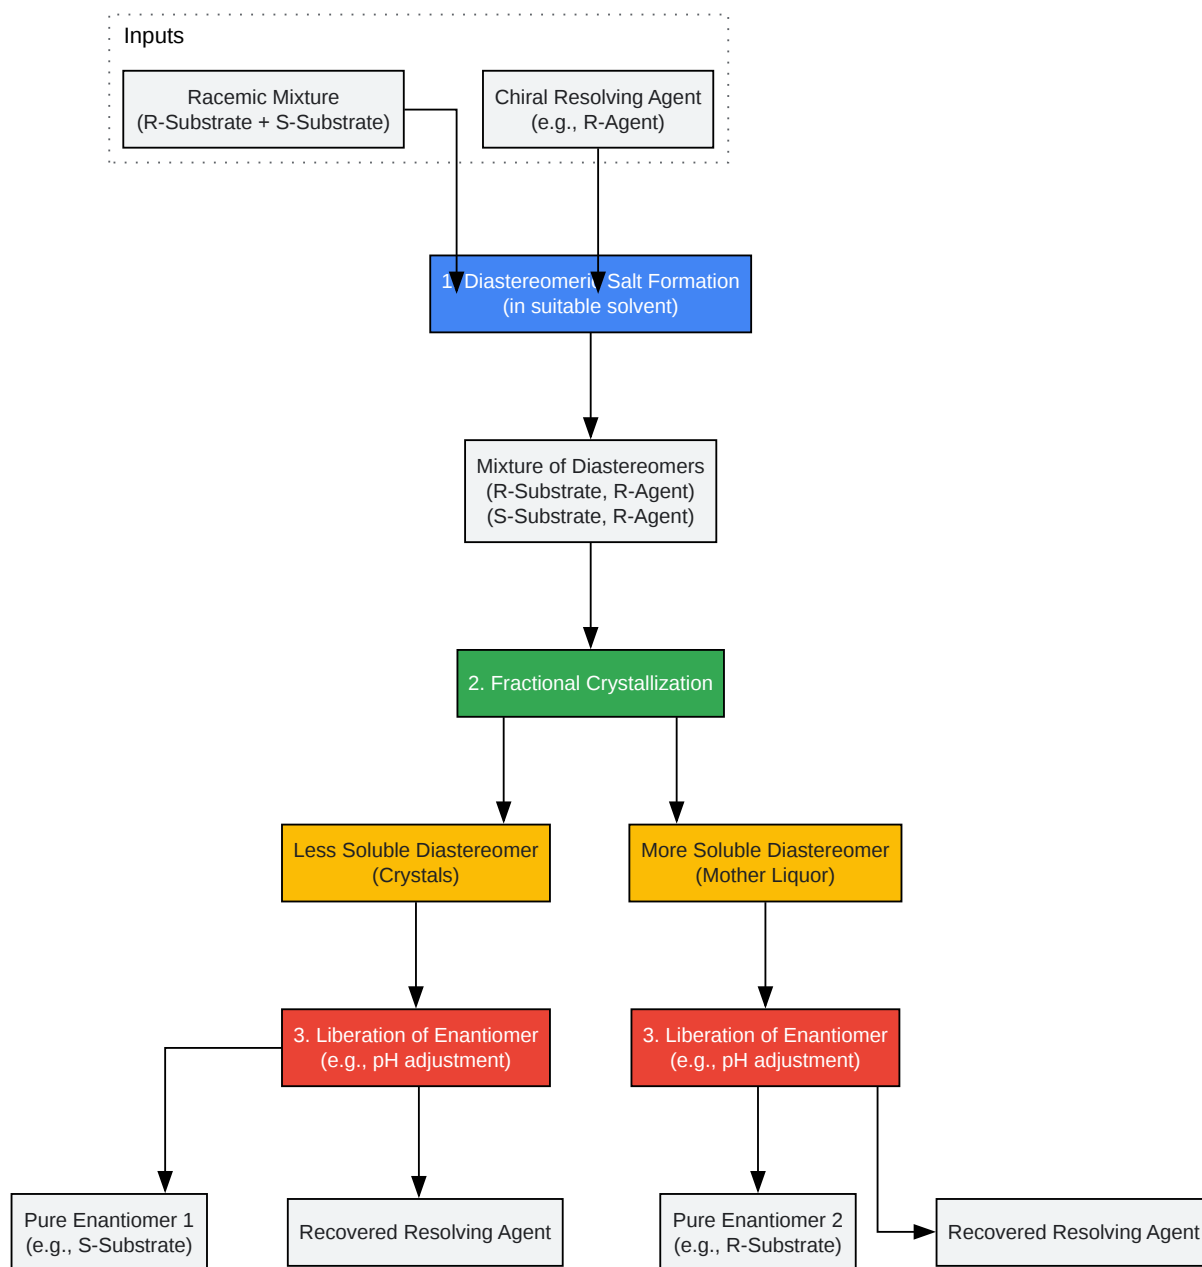 Inputs
Racemic Mixture
(R-Substrate + S-Substrate)
Chiral Resolving Agent
(e.g., R-Agent)
1. Diastereomeric Salt Formation
(in suitable solvent)
Mixture of Diastereomers
(R-Substrate, R-Agent)
(S-Substrate, R-Agent)
2. Fractional Crystallization
Less Soluble Diastereomer
(Crystals)
More Soluble Diastereomer
(Mother Liquor)
3. Liberation of Enantiomer
(e.g., pH adjustment)
3. Liberation of Enantiomer
(e.g., pH adjustment)
Pure Enantiomer 1
(e.g., S-Substrate)
Recovered Resolving Agent
Pure Enantiomer 2
(e.g., R-Substrate)
Recovered Resolving Agent